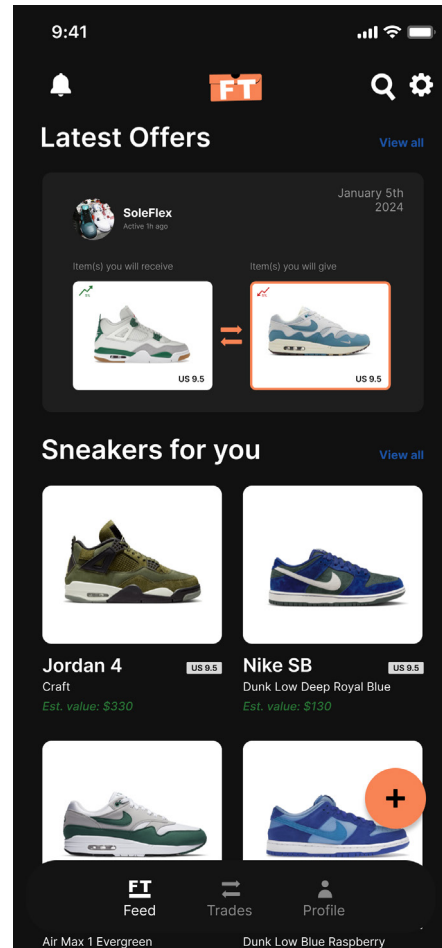 9:41
FT
Latest Offers
View all
January 5th
2024
SoleFlex
Active 1h ago
Item(s) you will receive
Item(s) you will give
US 9.5
US 9.5
Sneakers for you
View all
Jordan 4
US 9.5
Nike SB
US 9.5
Craft
Dunk Low Deep Royal Blue
Est. value: $330
Est. value: $130
+
FT
Feed
Trades
Profile
Air Max 1 Evergreen
Dunk Low Blue Raspberry